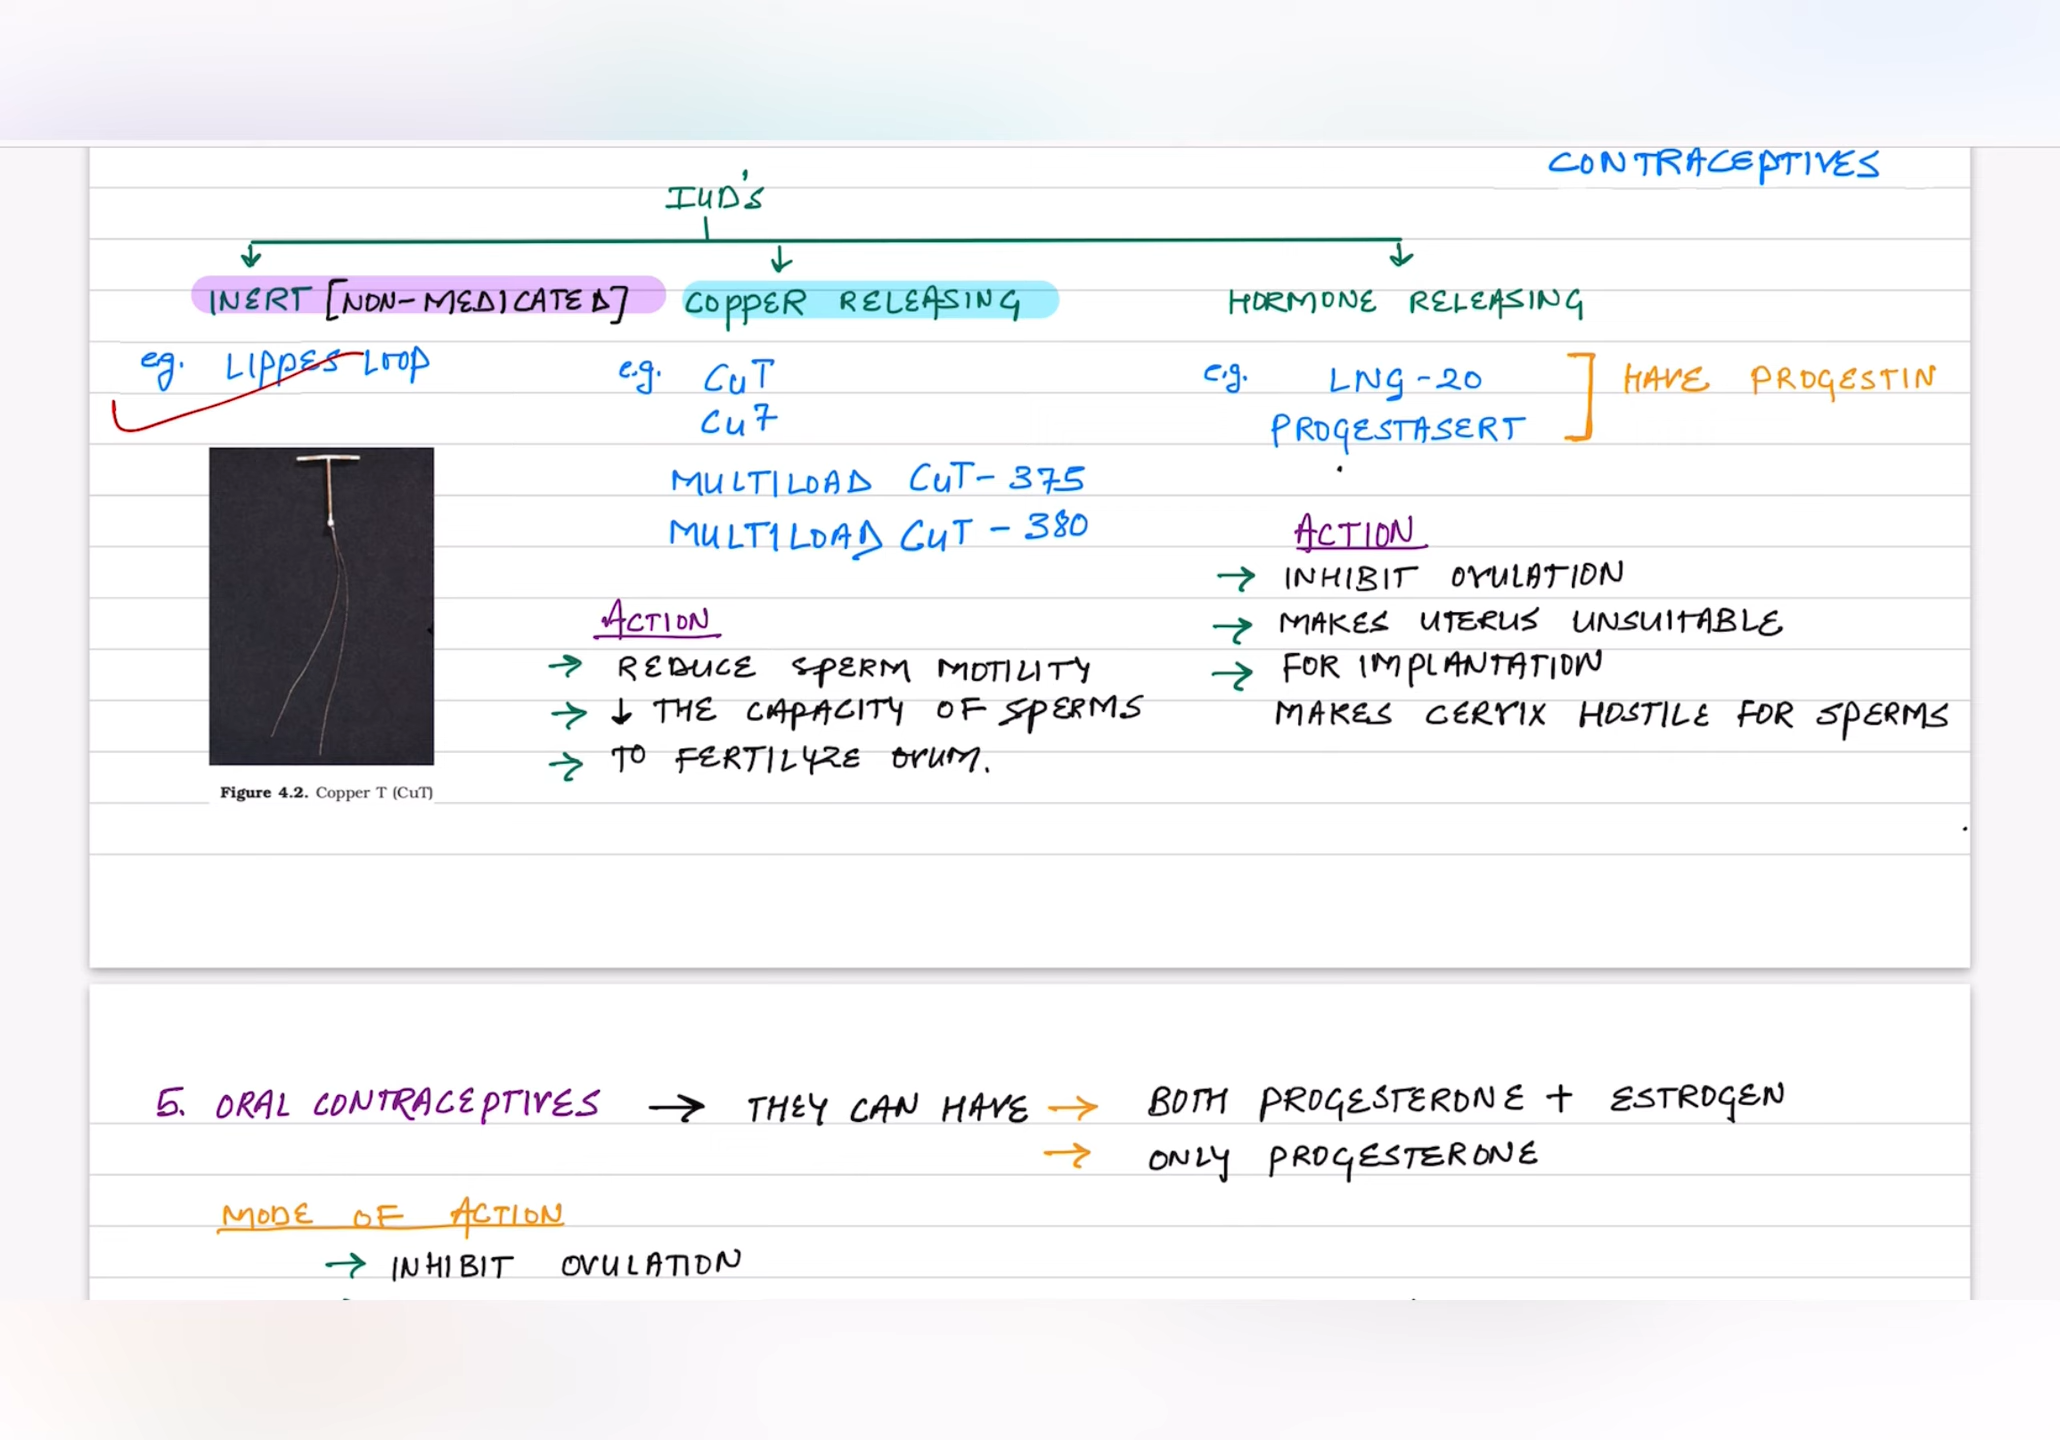 CONTRACEPTIVES
IUD's
INERT [NON-MEDICATED]
COPPER RELEASING
HORMONE RELEASING
eg. LIPPES LOOP
e.g. CuT
Cu7
MULTILOAD CuT-375
MULTILOAD CuT-380
e.g. LNG-20
PROGESTASERT
HAVE PROGESTIN
ACTION
→ REDUCE SPERM MOTILITY
→ ↓ THE CAPACITY OF SPERMS
→ TO FERTILYZE OVUM.
ACTION
→ INHIBIT OVULATION
→ MAKES UTERUS UNSUITABLE
→ FOR IMPLANTATION
MAKES CERVIX HOSTILE FOR SPERMS
Figure 4.2. Copper T (CuT)
5. ORAL CONTRACEPTIVES → THEY CAN HAVE → BOTH PROGESTERONE + ESTROGEN
→ ONLY PROGESTERONE
MODE OF ACTION
→ INHIBIT OVULATION